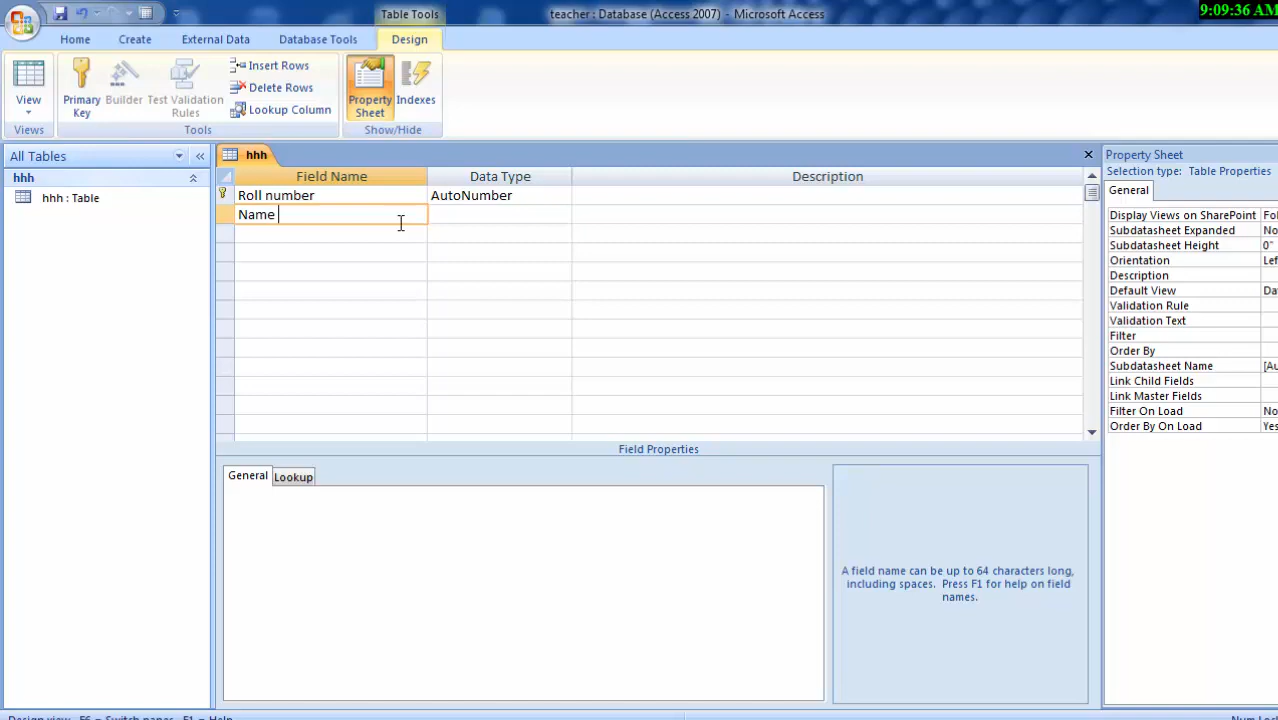 Table Tools
teacher : Database (Access 2007) - Microsoft Access
9:09:36 AM
Home Create External Data Database Tools Design
View
Views
Primary Key
Builder
Test Validation Rules
Insert Rows
Delete Rows
Lookup Column
Tools
Property Sheet
Indexes
Show/Hide
All Tables
hhh
hhh : Table
hhh
Field Name Data Type Description
Roll number AutoNumber
Name
Field Properties
General Lookup
A field name can be up to 64 characters long,
including spaces. Press F1 for help on field
names.
Property Sheet
Selection type: Table Properties
General
Display Views on SharePoint Fo
Subdatasheet Expanded No
Subdatasheet Height 0"
Orientation Lef
Description
Default View Da
Validation Rule
Validation Text
Filter
Order By
Subdatasheet Name [Au
Link Child Fields
Link Master Fields
Filter On Load No
Order By On Load Yes
Design view. F6 = Switch panes. F1 = Help.
Num Lock